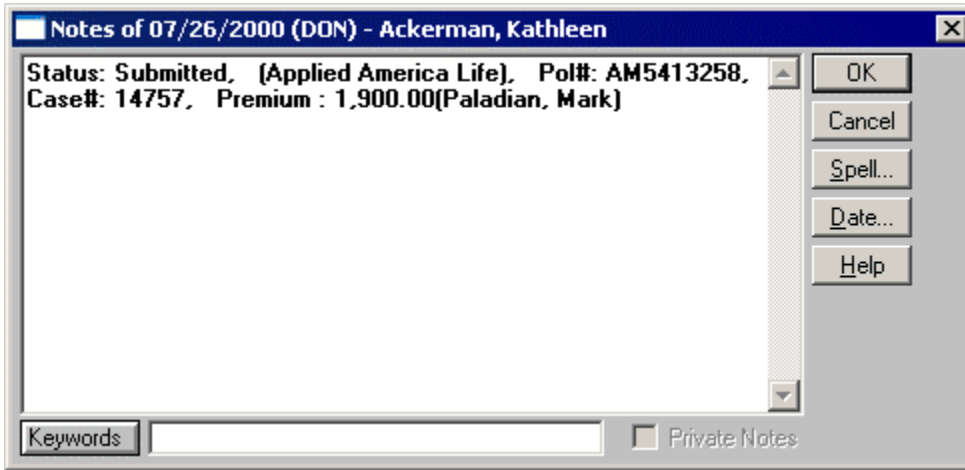 Notes of 07/26/2000 (DON) - Ackerman, Kathleen
Status: Submitted,   (Applied America Life),   Pol#: AM5413258,
Case#: 14757,   Premium : 1,900.00(Paladian, Mark)
OK
Cancel
Spell...
Date...
Help
Keywords
Private Notes